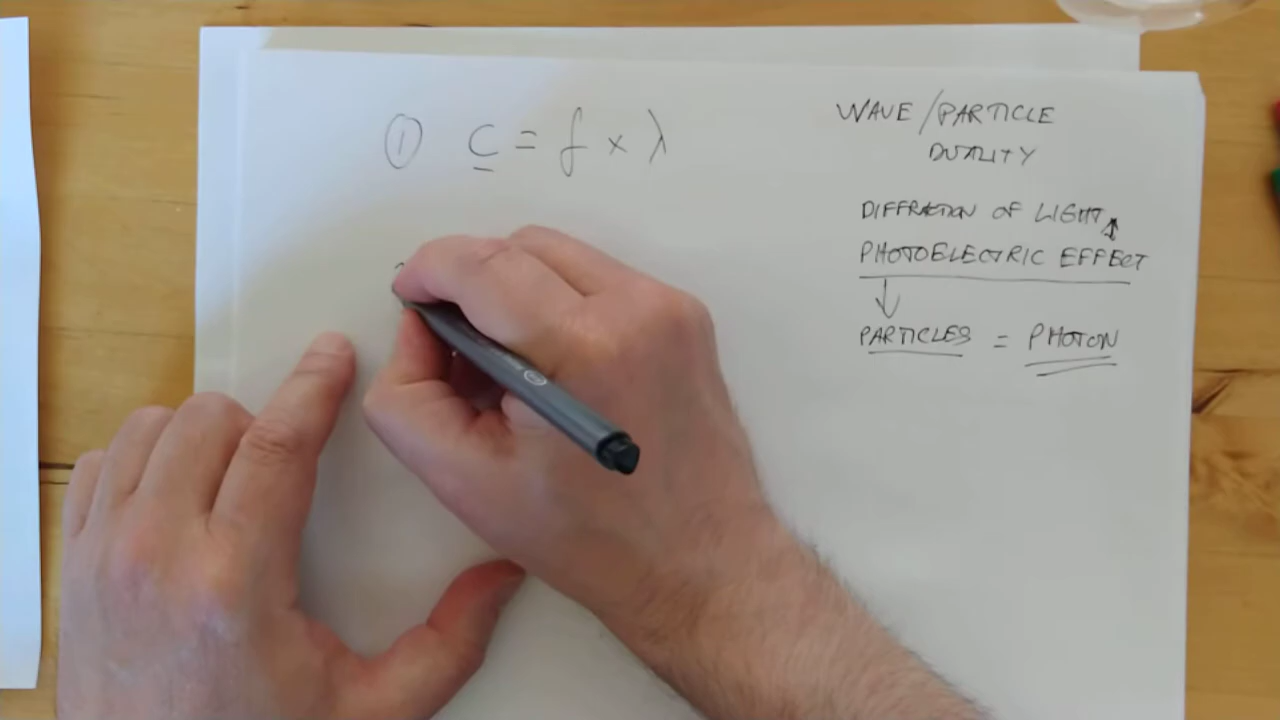 ① c = f × λ
WAVE/PARTICLE
DUALITY
DIFFRACTION OF LIGHT
PHOTOELECTRIC EFFECT
↓
PARTICLES = PHOTON